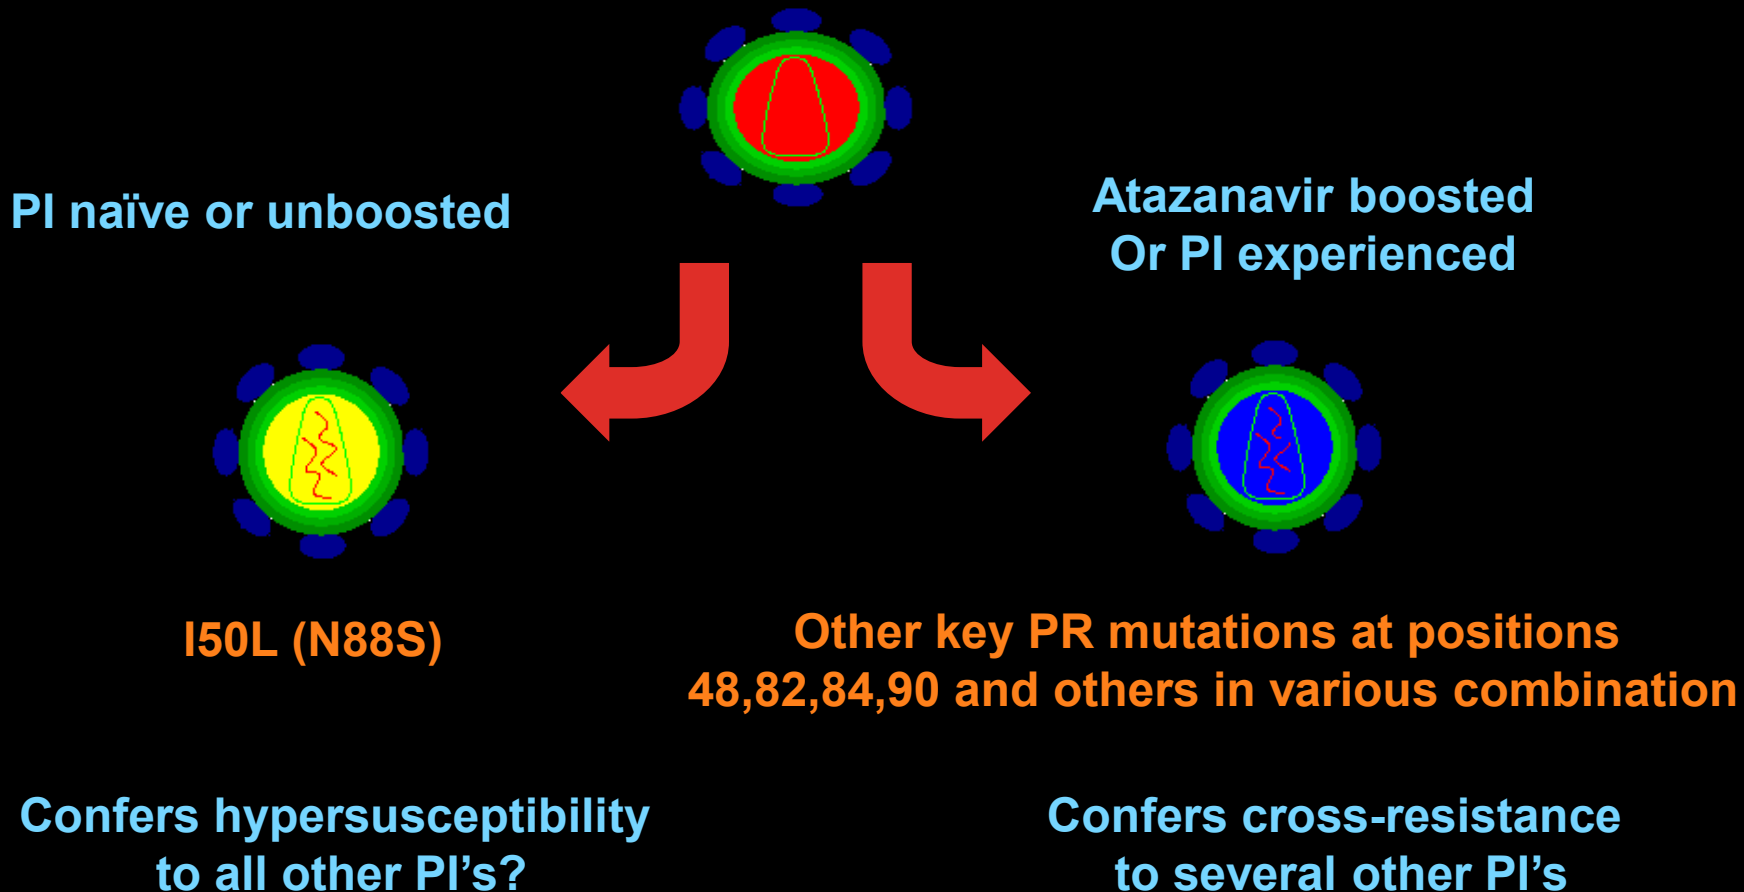 PI naïve or unboosted
Atazanavir boosted
Or PI experienced
I50L (N88S)
Other key PR mutations at positions
48,82,84,90 and others in various combination
Confers hypersusceptibility
to all other PI's?
Confers cross-resistance
to several other PI's